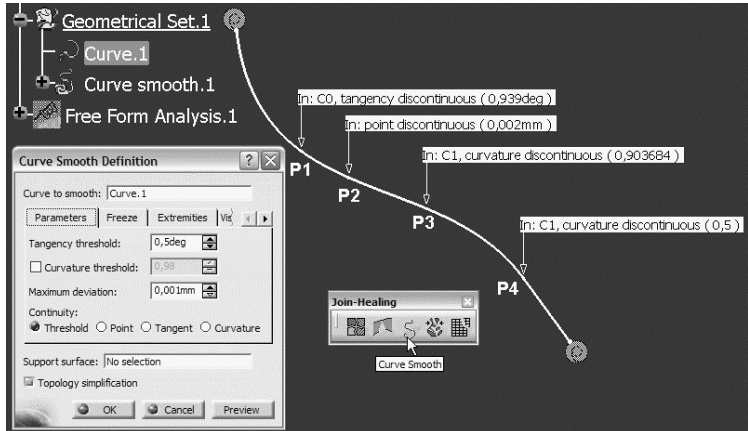 Geometrical Set.1
Curve.1
Curve smooth.1
Free Form Analysis.1
In: C0, tangency discontinuous ( 0,939deg )
In: point discontinuous ( 0,002mm )
In: C1, curvature discontinuous ( 0,903684 )
In: C1, curvature discontinuous ( 0,5 )
P1
P2
P3
P4
Curve Smooth Definition
Curve to smooth: Curve.1
Parameters Freeze Extremities Vis
Tangency threshold: 0,5deg
Curvature threshold: 0,98
Maximum deviation: 0,001mm
Continuity:
Threshold Point Tangent Curvature
Support surface: No selection
Topology simplification
OK Cancel Preview
Join-Healing
Curve Smooth